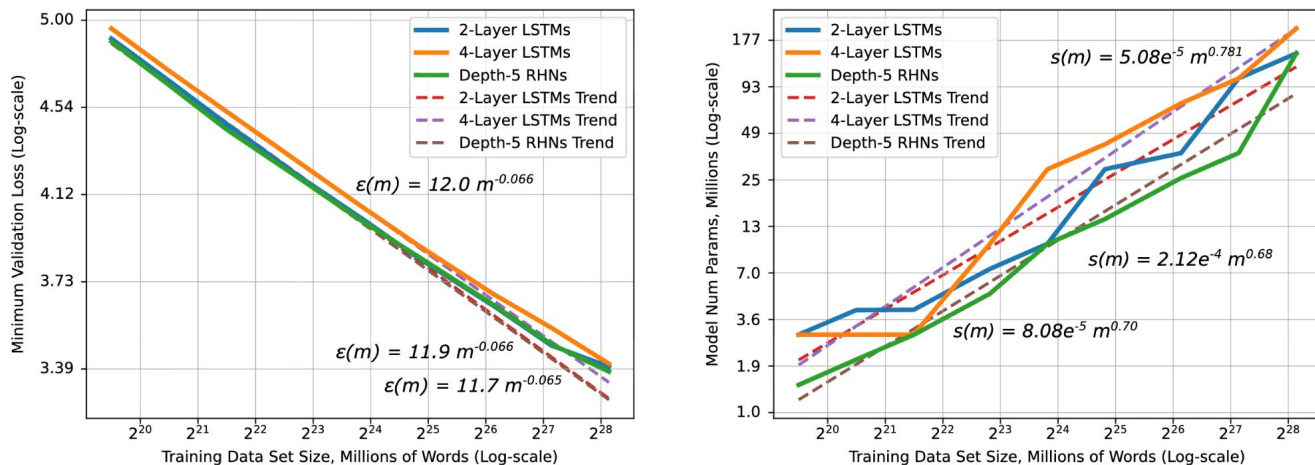 5.00
4.54
4.12
3.73
3.39
Minimum Validation Loss (Log-scale)
2-Layer LSTMs
4-Layer LSTMs
Depth-5 RHNs
2-Layer LSTMs Trend
4-Layer LSTMs Trend
Depth-5 RHNs Trend
ε(m) = 12.0 m^-0.066
ε(m) = 11.9 m^-0.066
ε(m) = 11.7 m^-0.065
2^20 2^21 2^22 2^23 2^24 2^25 2^26 2^27 2^28
Training Data Set Size, Millions of Words (Log-scale)
177
93
49
25
13
7.0
3.6
1.9
1.0
Model Num Params, Millions (Log-scale)
2-Layer LSTMs
4-Layer LSTMs
Depth-5 RHNs
2-Layer LSTMs Trend
4-Layer LSTMs Trend
Depth-5 RHNs Trend
s(m) = 5.08e^-5 m^0.781
s(m) = 2.12e^-4 m^0.68
s(m) = 8.08e^-5 m^0.70
2^20 2^21 2^22 2^23 2^24 2^25 2^26 2^27 2^28
Training Data Set Size, Millions of Words (Log-scale)